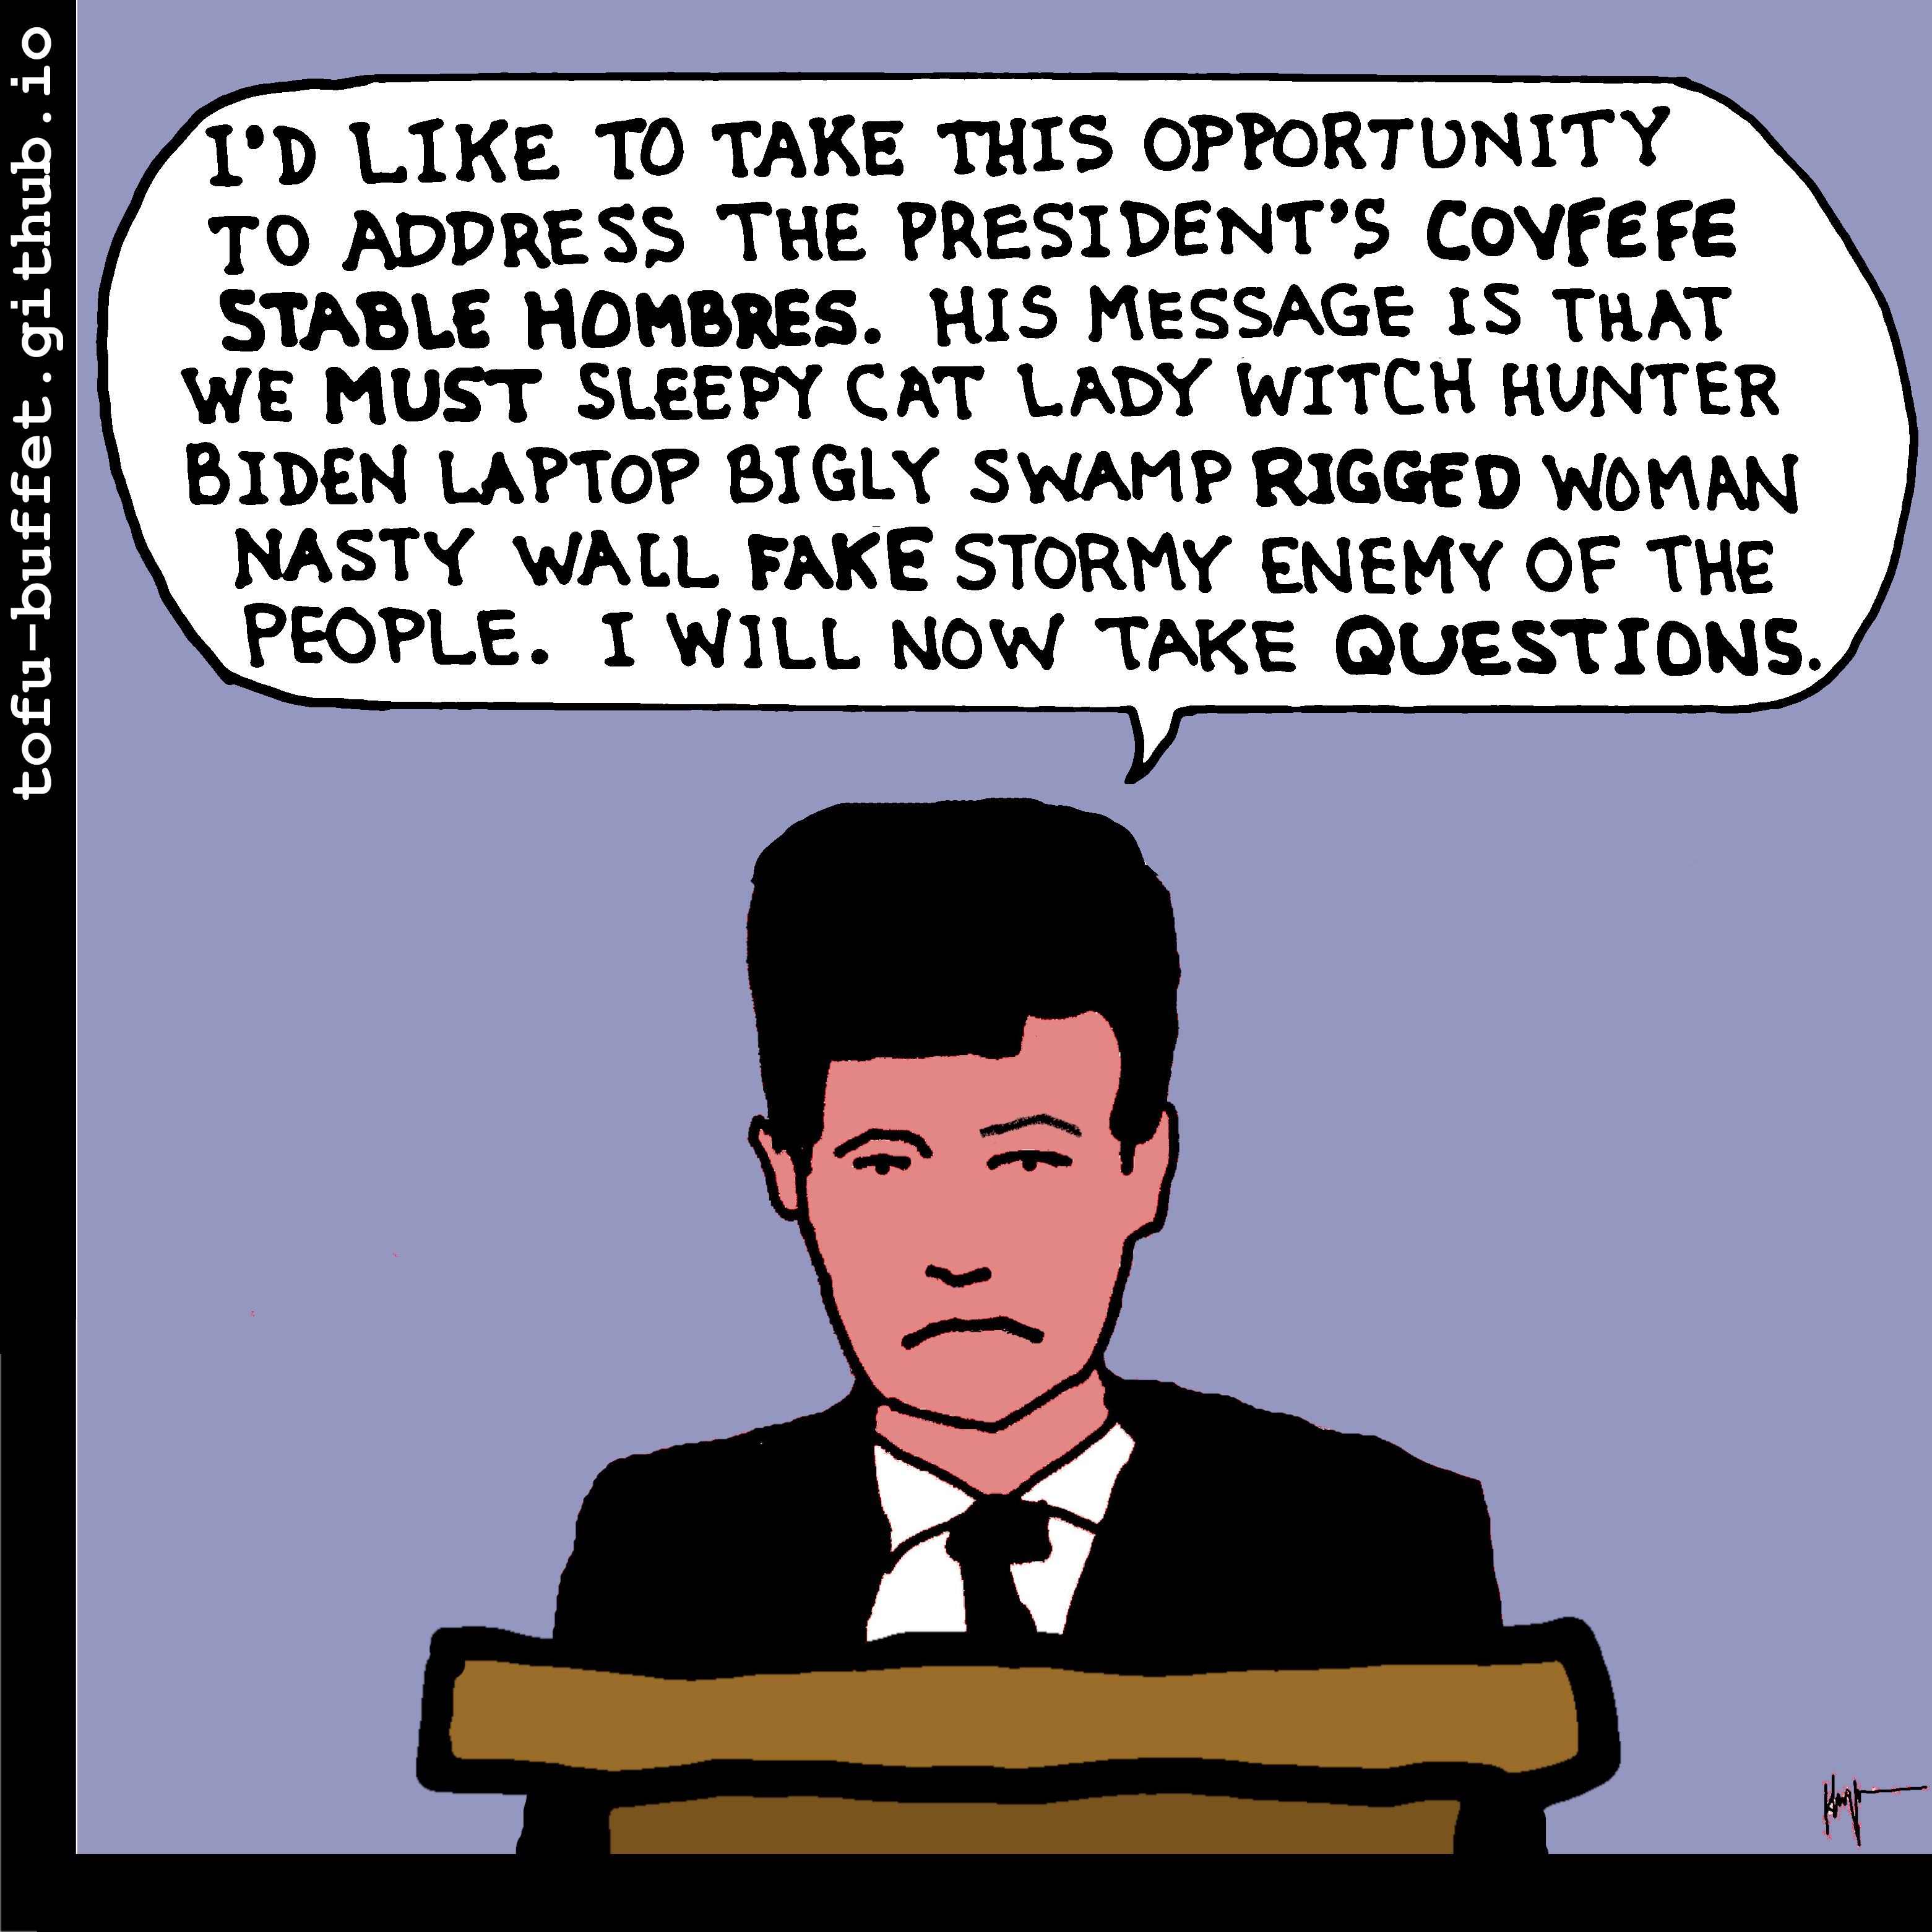 tofu-buffet.github.io
I'D LIKE TO TAKE THIS OPPORTUNITY
TO ADDRESS THE PRESIDENT'S COVFEFE
STABLE HOMBRES. HIS MESSAGE IS THAT
WE MUST SLEEPY CAT LADY WITCH HUNTER
BIDEN LAPTOP BIGLY SWAMP RIGGED WOMAN
NASTY WALL FAKE STORMY ENEMY OF THE
PEOPLE. I WILL NOW TAKE QUESTIONS.